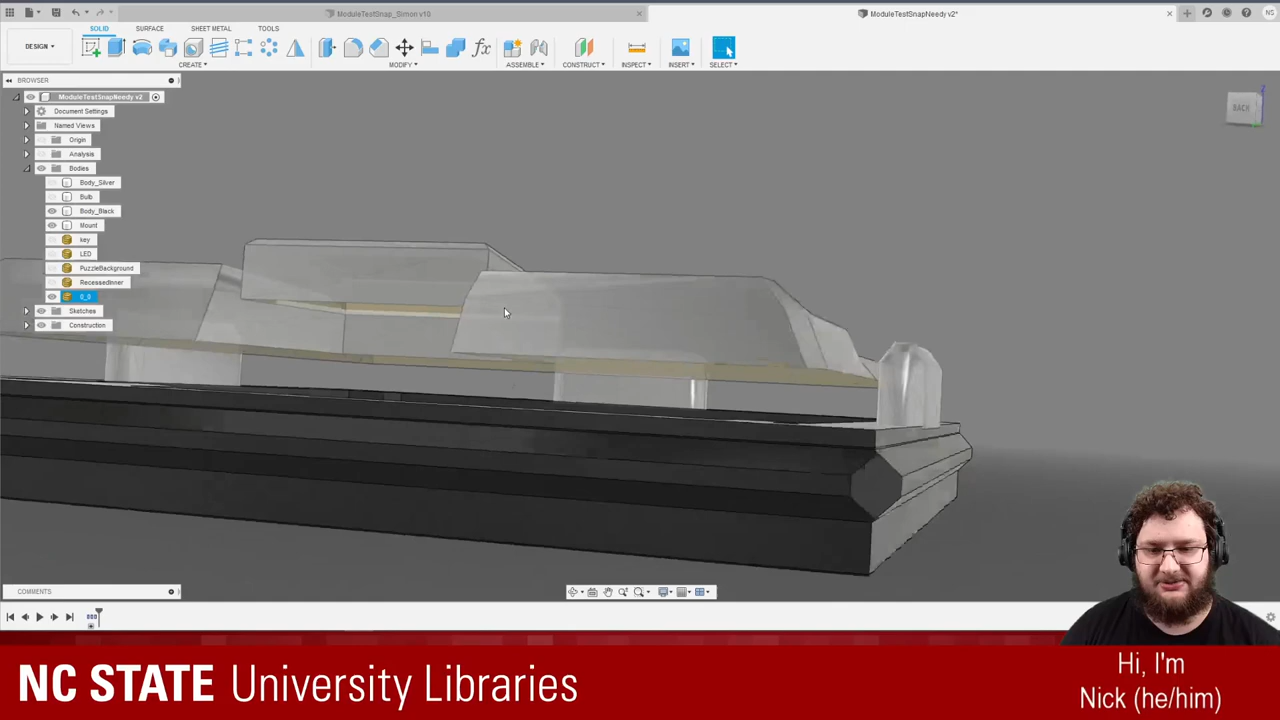 ModuleTestSnap_Simon v10
ModuleTestSnapNeedy v2*
NS
DESIGN
SOLID
SURFACE
SHEET METAL
TOOLS
CREATE
MODIFY
ASSEMBLE
CONSTRUCT
INSPECT
INSERT
SELECT
BROWSER
ModuleTestSnapNeedy v2
Document Settings
Named Views
Origin
Analysis
Bodies
Body_Silver
Bulb
Body_Black
Mount
key
LED
PuzzleBackground
RecessedInner
0_0
Sketches
Construction
BACK
Z
COMMENTS
NC STATE University Libraries
Hi, I'm
Nick (he/him)